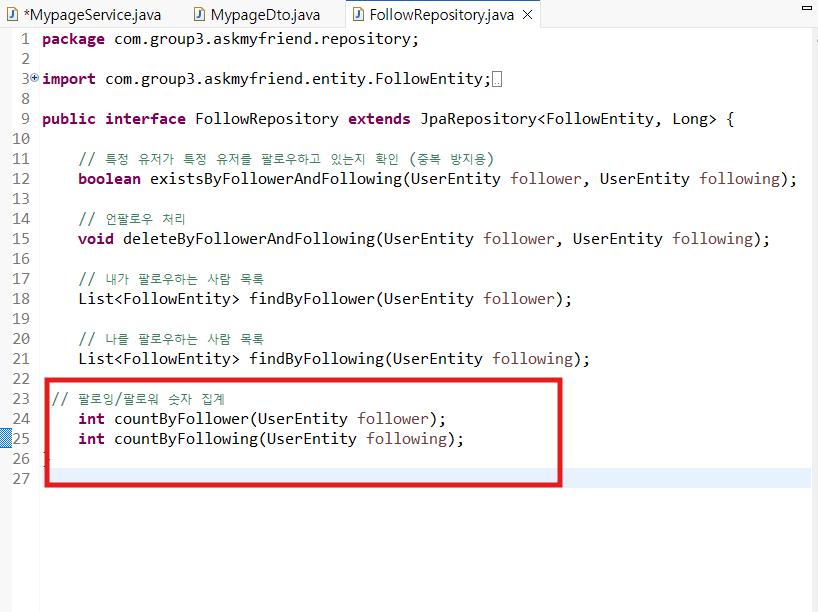 *MypageService.java MypageDto.java FollowRepository.java
1 package com.group3.askmyfriend.repository;
2
3 import com.group3.askmyfriend.entity.FollowEntity;
8
9 public interface FollowRepository extends JpaRepository<FollowEntity, Long> {
10
11 // 특정 유저가 특정 유저를 팔로우하고 있는지 확인 (중복 방지용)
12 boolean existsByFollowerAndFollowing(UserEntity follower, UserEntity following);
13
14 // 언팔로우 처리
15 void deleteByFollowerAndFollowing(UserEntity follower, UserEntity following);
16
17 // 내가 팔로우하는 사람 목록
18 List<FollowEntity> findByFollower(UserEntity follower);
19
20 // 나를 팔로우하는 사람 목록
21 List<FollowEntity> findByFollowing(UserEntity following);
22
23 // 팔로잉/팔로워 숫자 집계
24 int countByFollower(UserEntity follower);
25 int countByFollowing(UserEntity following);
26 }
27